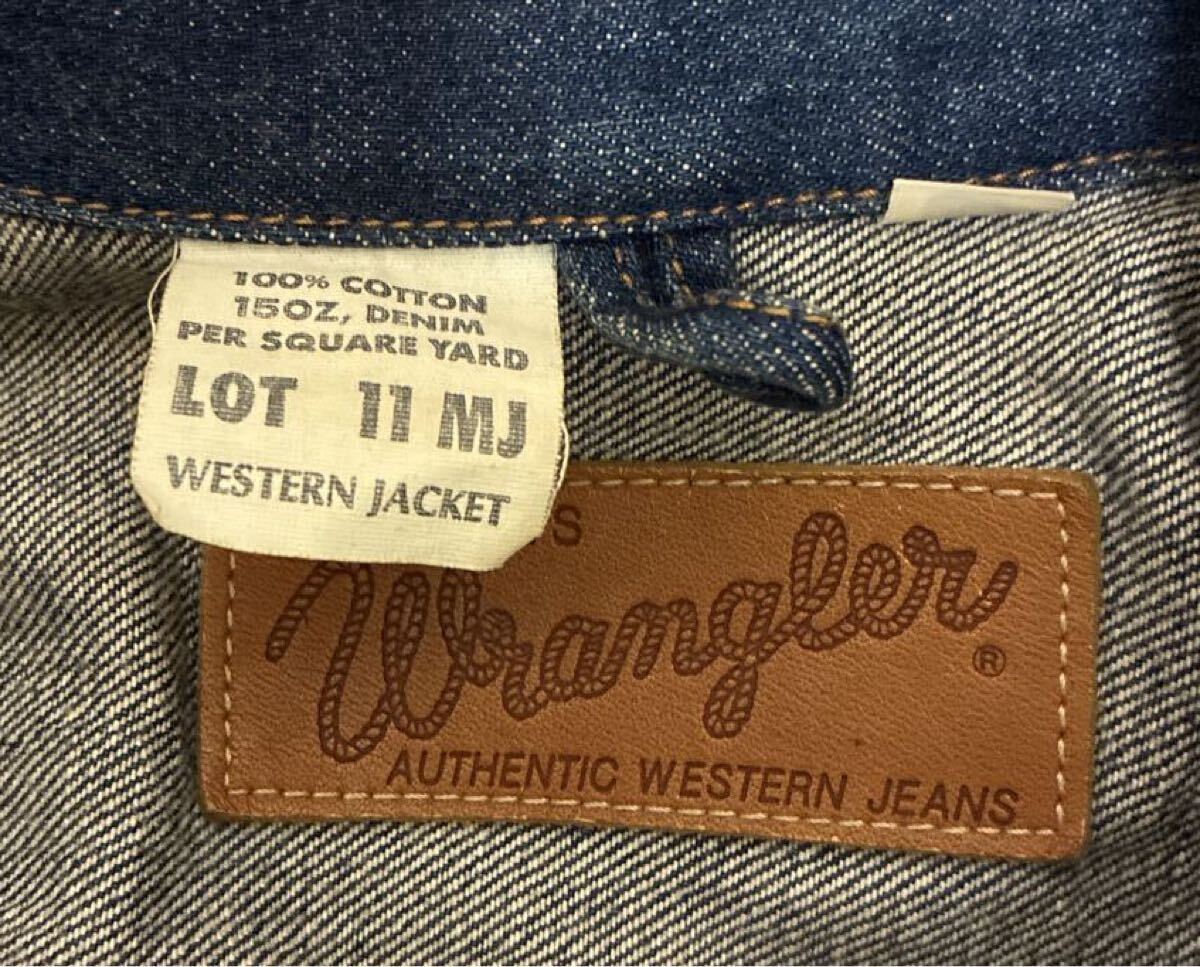 100% COTTON
15OZ, DENIM
PER SQUARE YARD
LOT 11 MJ
WESTERN JACKET
Wrangler
®
AUTHENTIC WESTERN JEANS